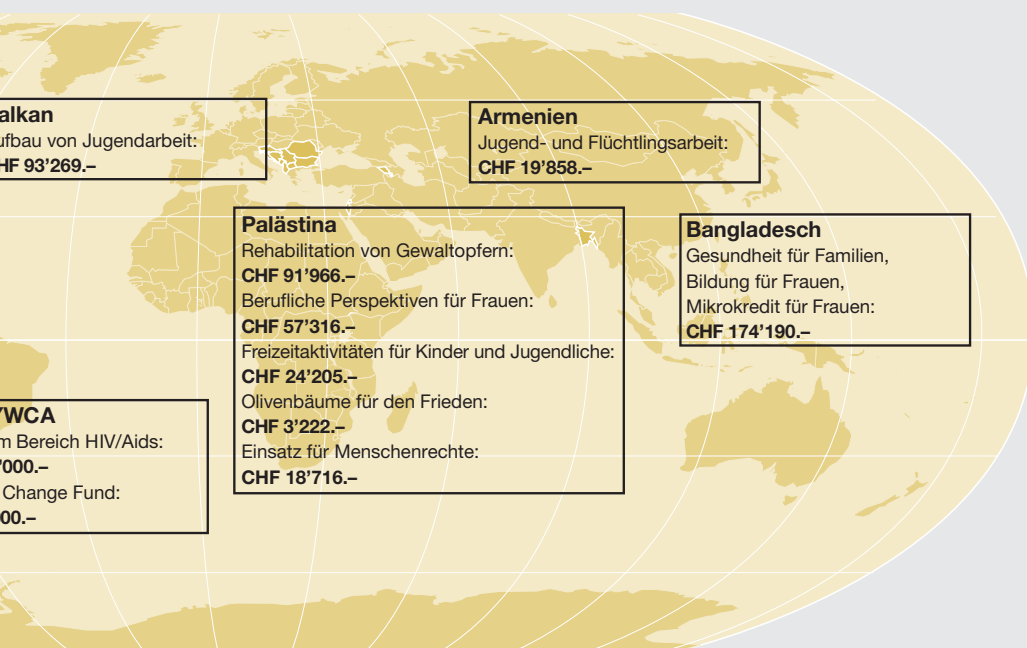 alkan
ufbau von Jugendarbeit:
HF 93’269.–
Armenien
Jugend- und Flüchtlingsarbeit:
CHF 19’858.–
Palästina
Rehabilitation von Gewaltopfern:
CHF 91’966.–
Berufliche Perspektiven für Frauen:
CHF 57’316.–
Freizeitaktivitäten für Kinder und Jugendliche:
CHF 24’205.–
Olivenbäume für den Frieden:
CHF 3’222.–
Einsatz für Menschenrechte:
CHF 18’716.–
Bangladesch
Gesundheit für Familien,
Bildung für Frauen,
Mikrokredit für Frauen:
CHF 174’190.–
YWCA
m Bereich HIV/Aids:
’000.–
Change Fund:
00.–